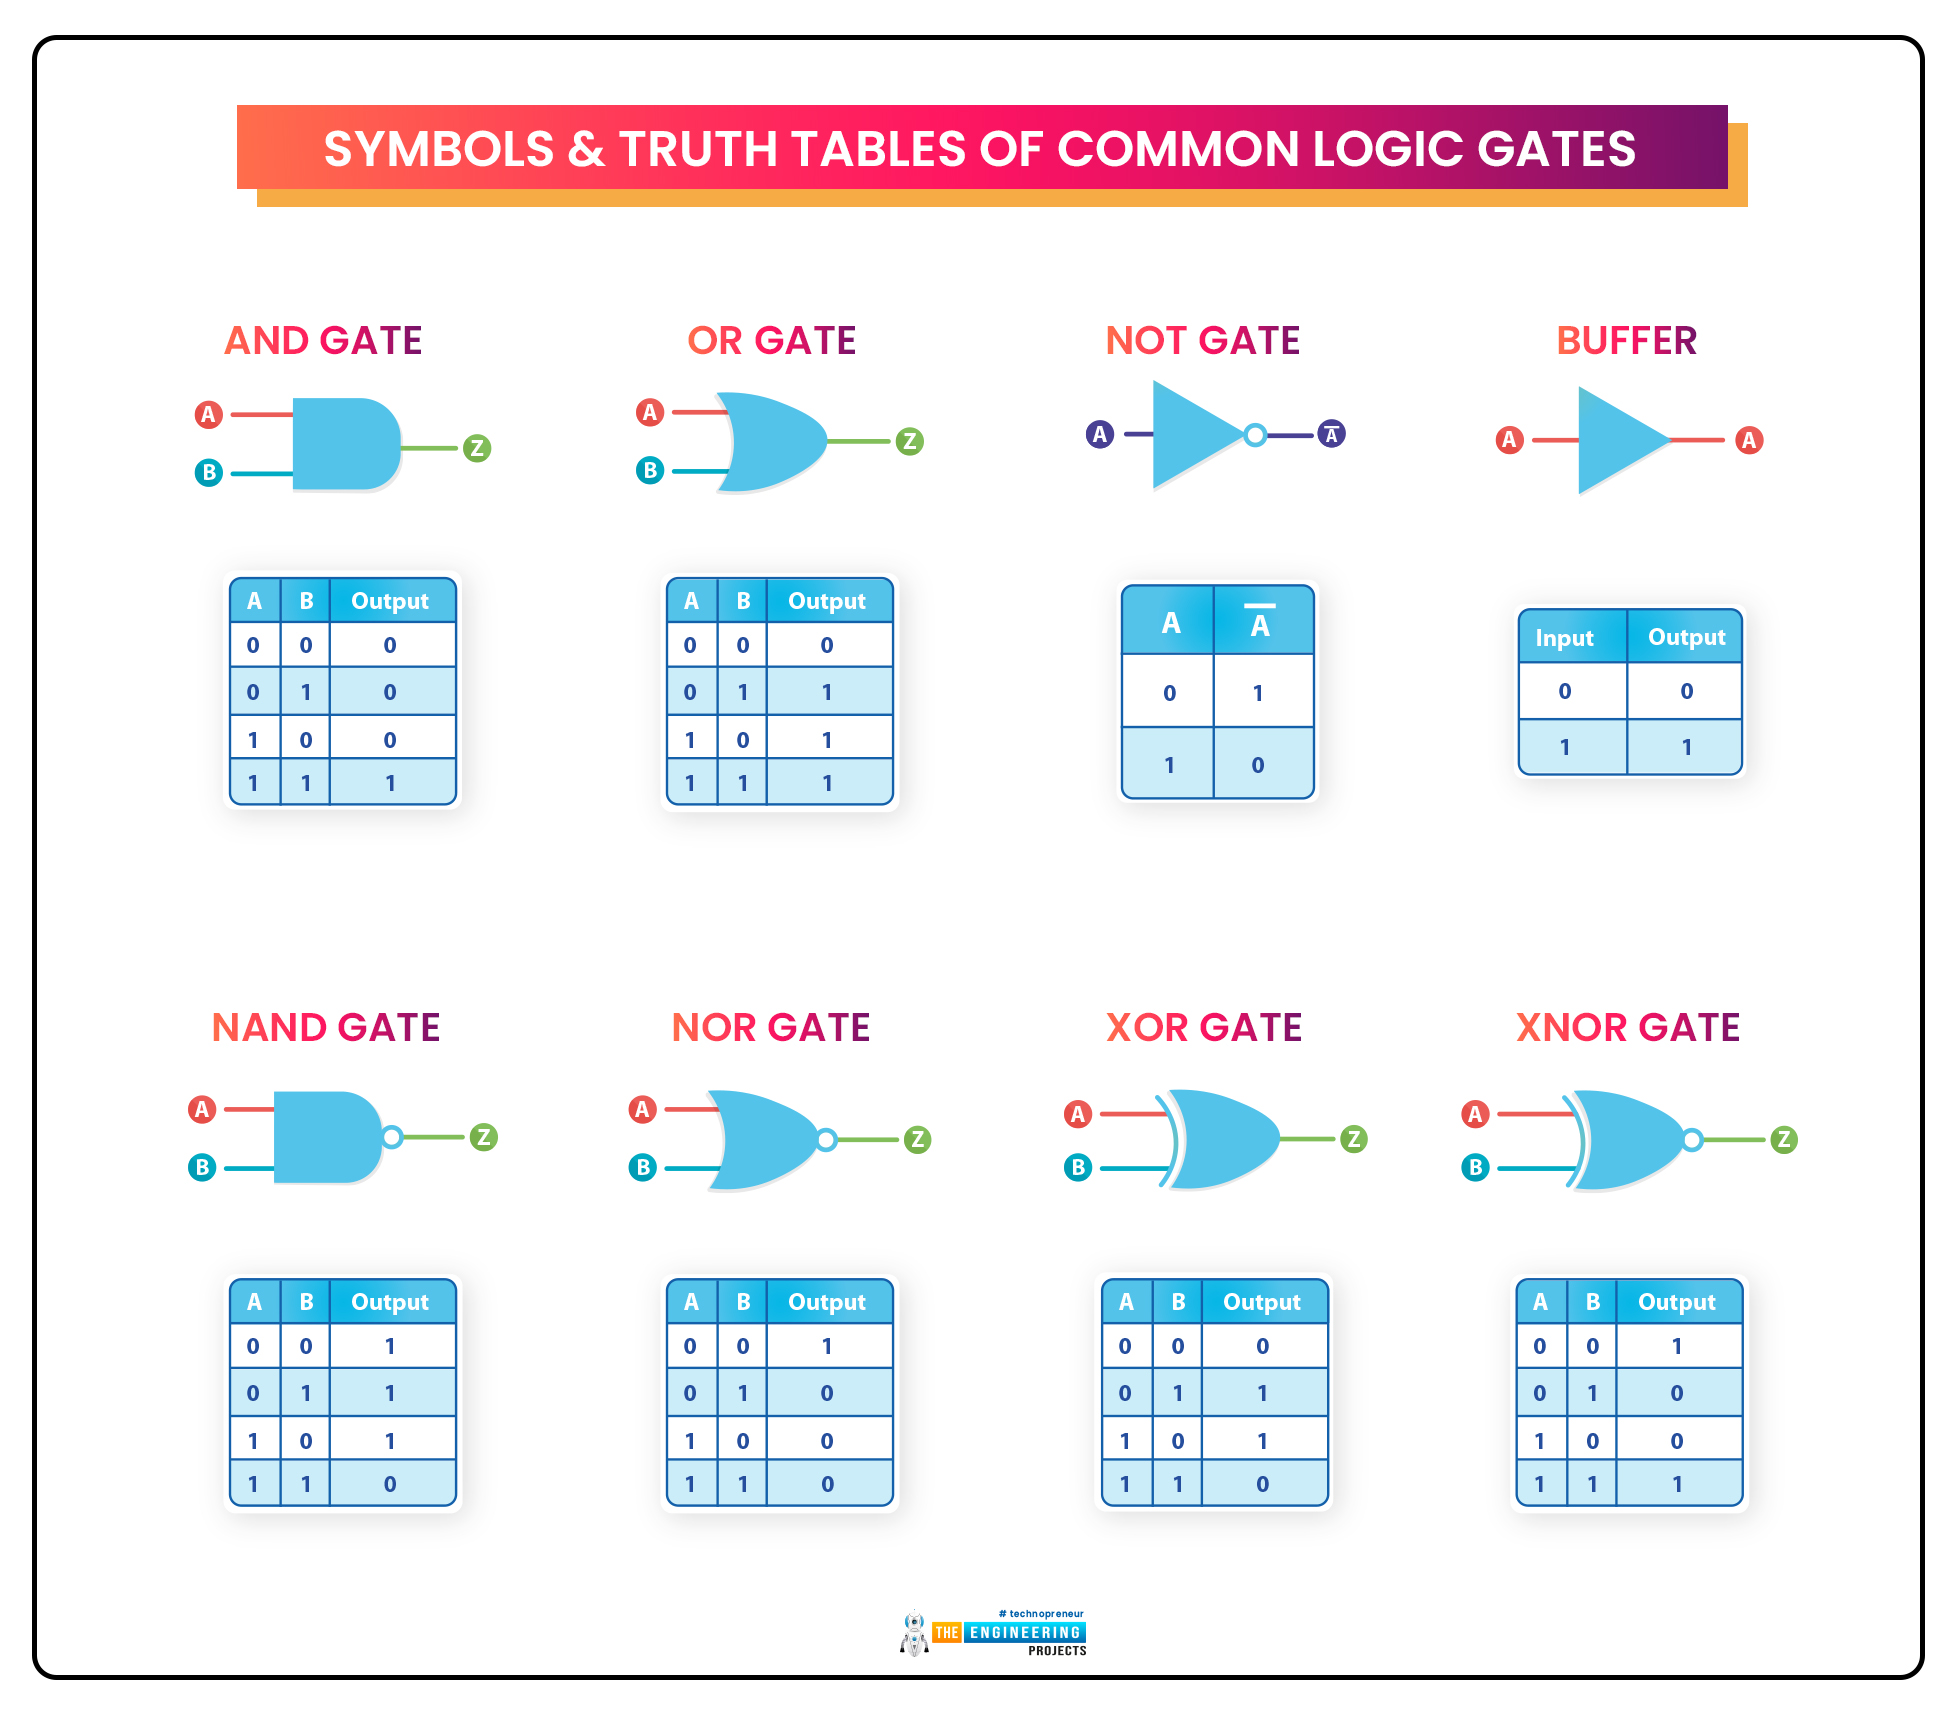 SYMBOLS & TRUTH TABLES OF COMMON LOGIC GATES
AND GATE
A
B
Z
A B Output
0 0 0
0 1 0
1 0 0
1 1 1
OR GATE
A
B
Z
A B Output
0 0 0
0 1 1
1 0 1
1 1 1
NOT GATE
A A̅
A A̅
0 1
1 0
BUFFER
A A
Input Output
0 0
1 1
NAND GATE
A
B
Z
A B Output
0 0 1
0 1 1
1 0 1
1 1 0
NOR GATE
A
B
Z
A B Output
0 0 1
0 1 0
1 0 0
1 1 0
XOR GATE
A
B
Z
A B Output
0 0 0
0 1 1
1 0 1
1 1 0
XNOR GATE
A
B
Z
A B Output
0 0 1
0 1 0
1 0 0
1 1 1
# technopreneur
THE ENGINEERING
PROJECTS